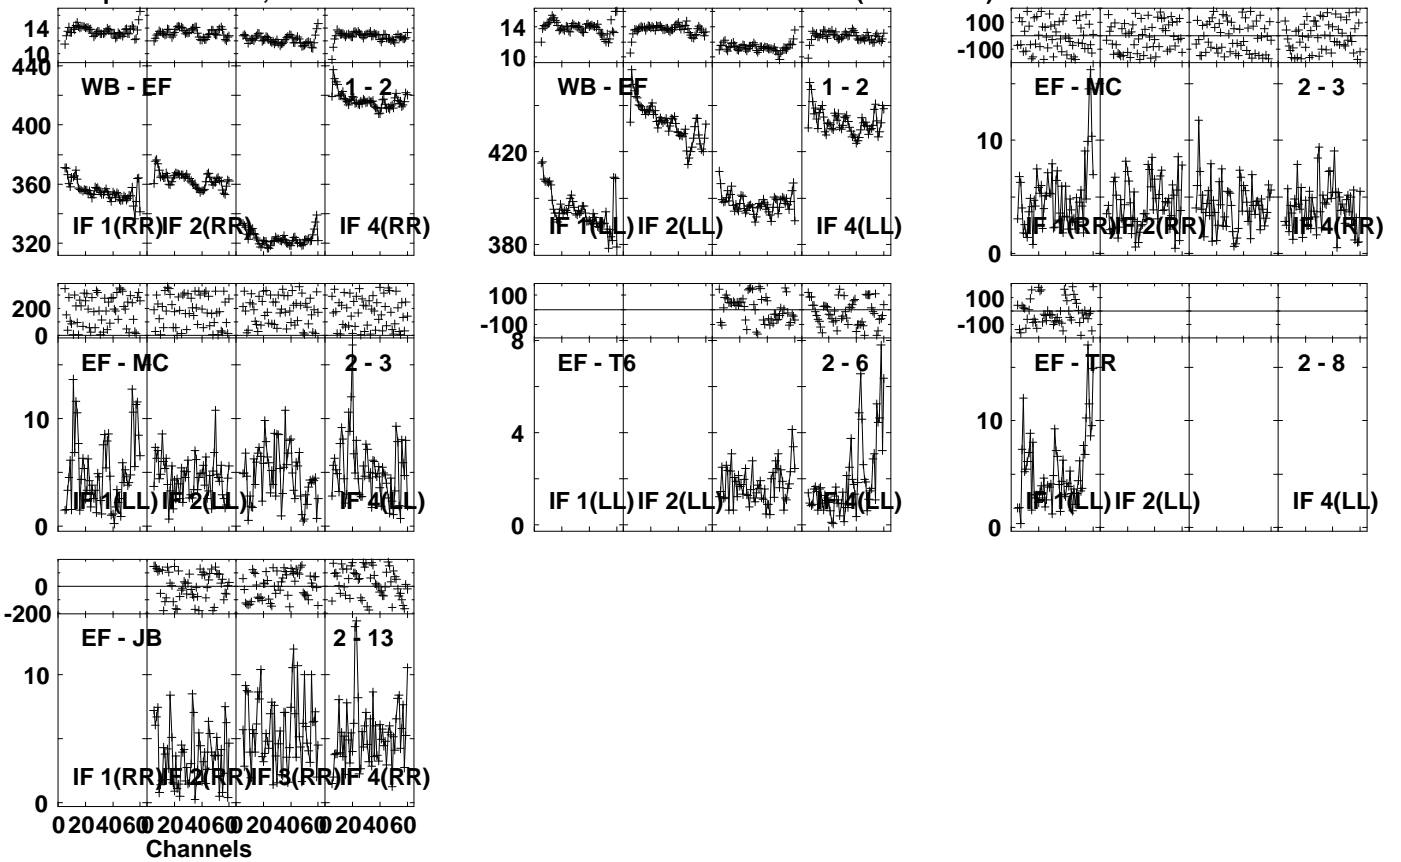 14
10
440
400
360
320
WB - EF 1 - 2
IF 1(RR) IF 2(RR) IF 4(RR)
14
10
420
380
WB - EF 1 - 2
IF 1(LL) IF 2(LL) IF 4(LL)
100
-100
10
0
EF - MC 2 - 3
IF 1(RR) IF 2(RR) IF 4(RR)
200
0
10
0
EF - MC 2 - 3
IF 1(LL) IF 2(LL) IF 4(LL)
100
-100
8
4
0
EF - T6 2 - 6
IF 1(LL) IF 2(LL) IF 4(LL)
100
-100
10
0
EF - TR 2 - 8
IF 1(LL) IF 2(LL) IF 4(LL)
0
-200
10
0
EF - JB 2 - 13
IF 1(RR) IF 2(RR) IF 3(RR) IF 4(RR)
0 20 40 60 0 20 40 60 0 20 40 60 0 20 40 60
Channels